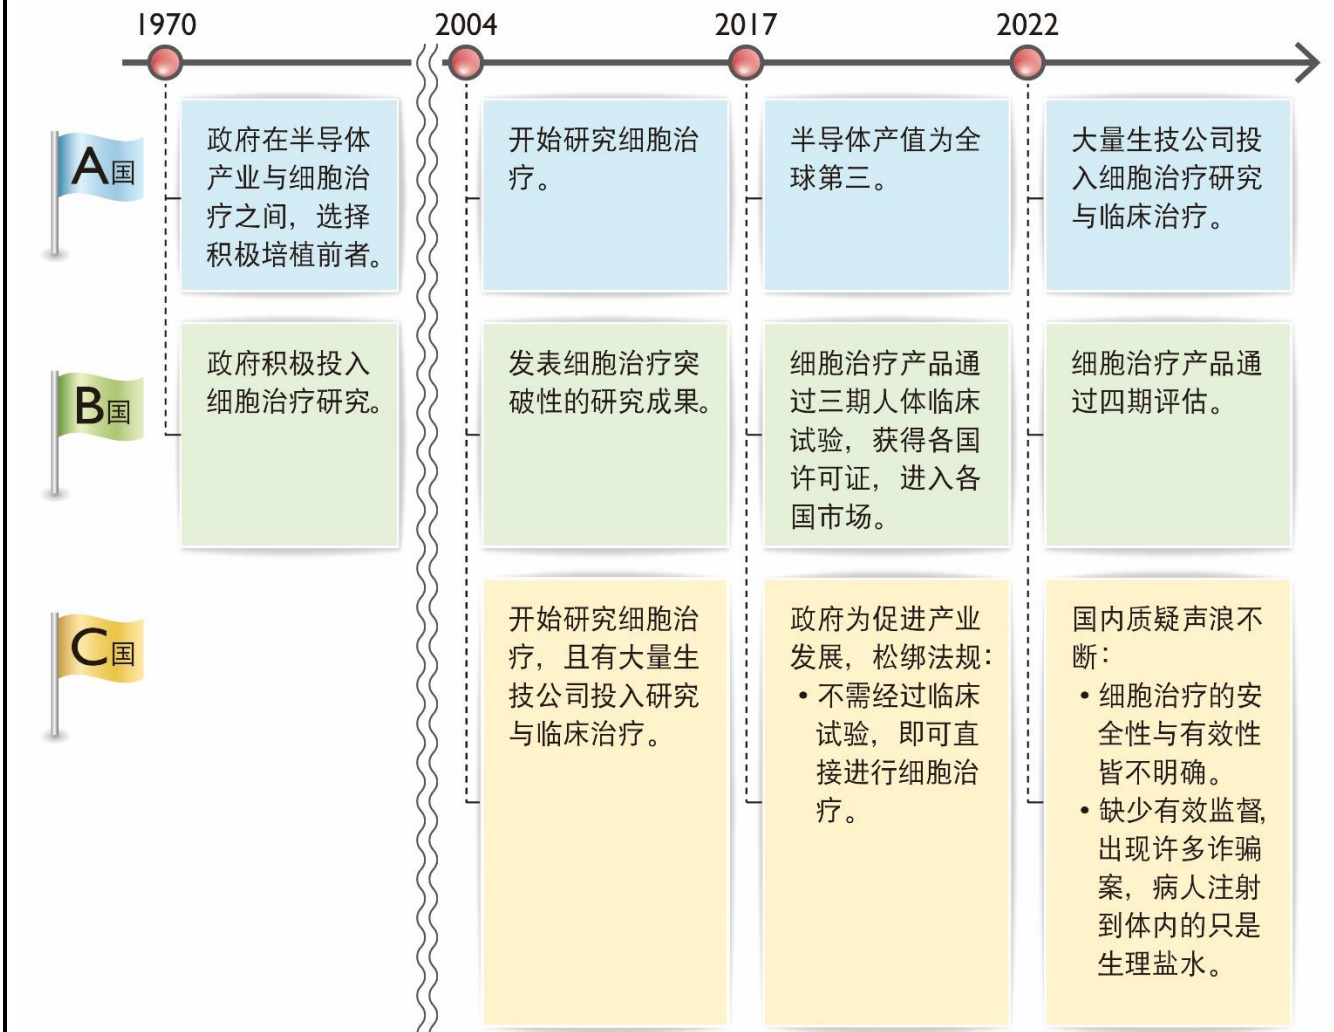 1970
2004
2017
2022
A国
政府在半导体
产业与细胞治
疗之间，选择
积极培植前者。
开始研究细胞治
疗。
半导体产值为全
球第三。
大量生技公司投
入细胞治疗研究
与临床治疗。
B国
政府积极投入
细胞治疗研究。
发表细胞治疗突
破性的研究成果。
细胞治疗产品通
过三期人体临床
试验，获得各国
许可证，进入各
国市场。
细胞治疗产品通
过四期评估。
C国
开始研究细胞治
疗，且有大量生
技公司投入研究
与临床治疗。
政府为促进产业
发展，松绑法规：
•不需经过临床
试验，即可直
接进行细胞治
疗。
国内质疑声浪不
断：
•细胞治疗的安
全性与有效性
皆不明确。
•缺少有效监督，
出现许多诈骗
案，病人注射
到体内的只是
生理盐水。